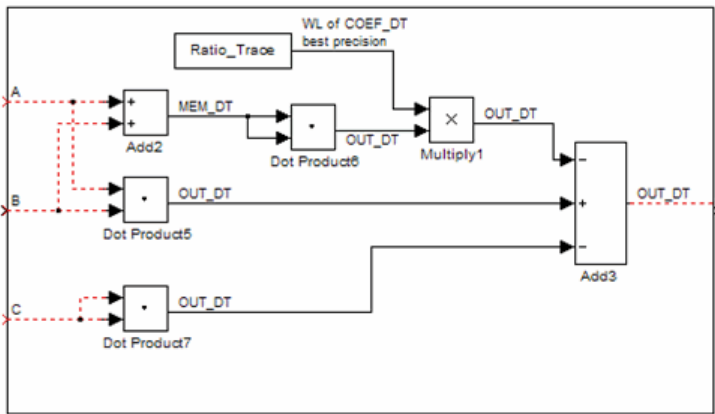 WL of COEF_DT
best precision
Ratio_Trace
A
+
+
MEM_DT
Add2
OUT_DT
Dot Product6
×
OUT_DT
Multiply1
B
OUT_DT
Dot Product5
−
+
−
OUT_DT
Add3
C
OUT_DT
Dot Product7